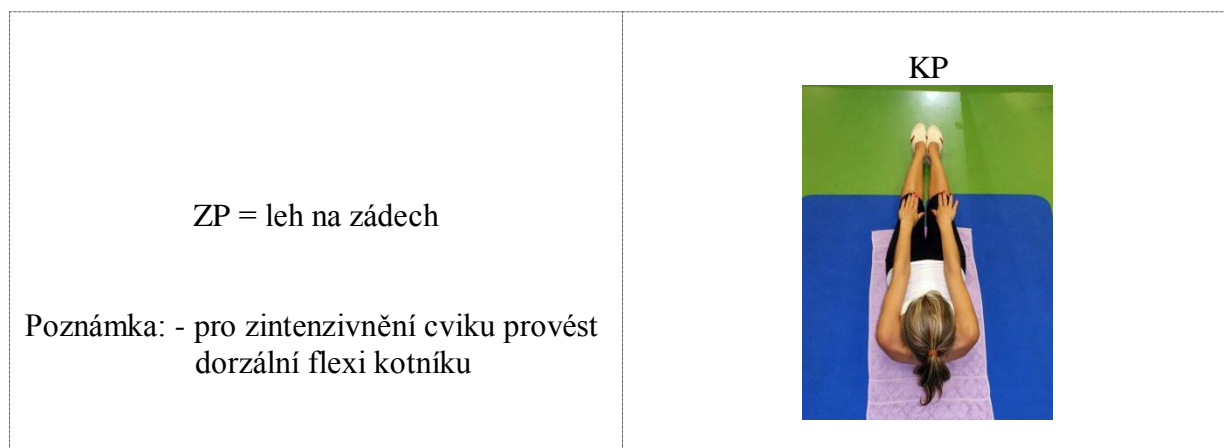 KP
ZP = leh na zádech
Poznámka: - pro zintenzivnění cviku provést
dorzální flexi kotníku